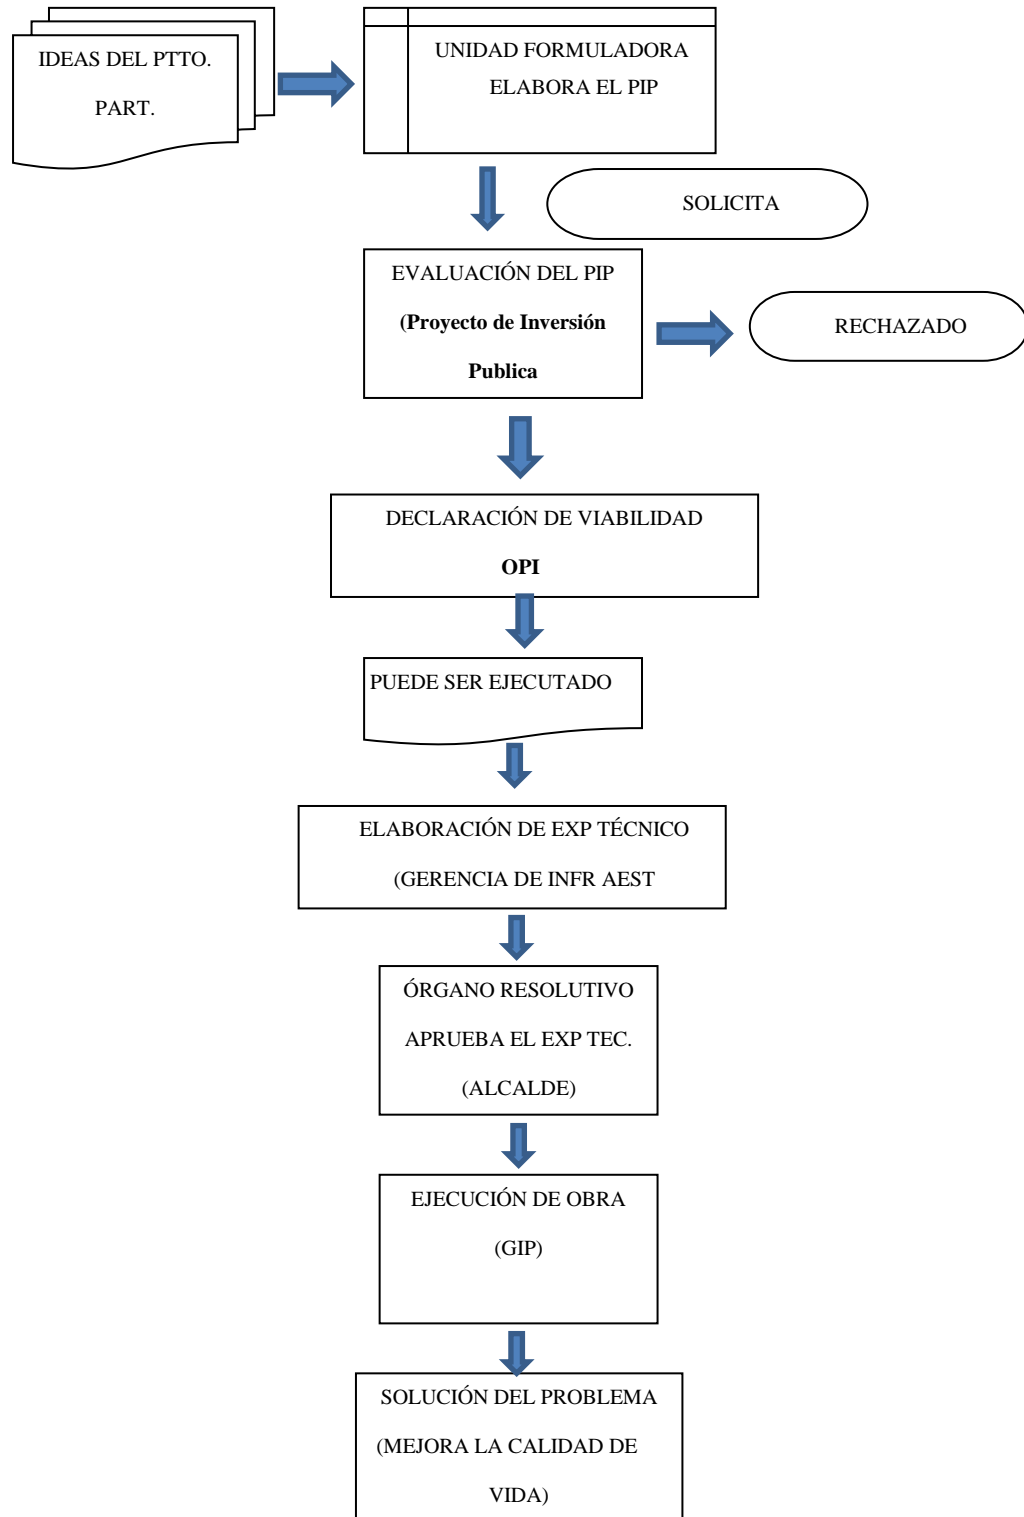 IDEAS DEL PTTO.
PART.
UNIDAD FORMULADORA
ELABORA EL PIP
SOLICITA
EVALUACIÓN DEL PIP
(Proyecto de Inversión
Publica
RECHAZADO
DECLARACIÓN DE VIABILIDAD
OPI
PUEDE SER EJECUTADO
ELABORACIÓN DE EXP TÉCNICO
(GERENCIA DE INFR AEST
ÓRGANO RESOLUTIVO
APRUEBA EL EXP TEC.
(ALCALDE)
EJECUCIÓN DE OBRA
(GIP)
SOLUCIÓN DEL PROBLEMA
(MEJORA LA CALIDAD DE
VIDA)